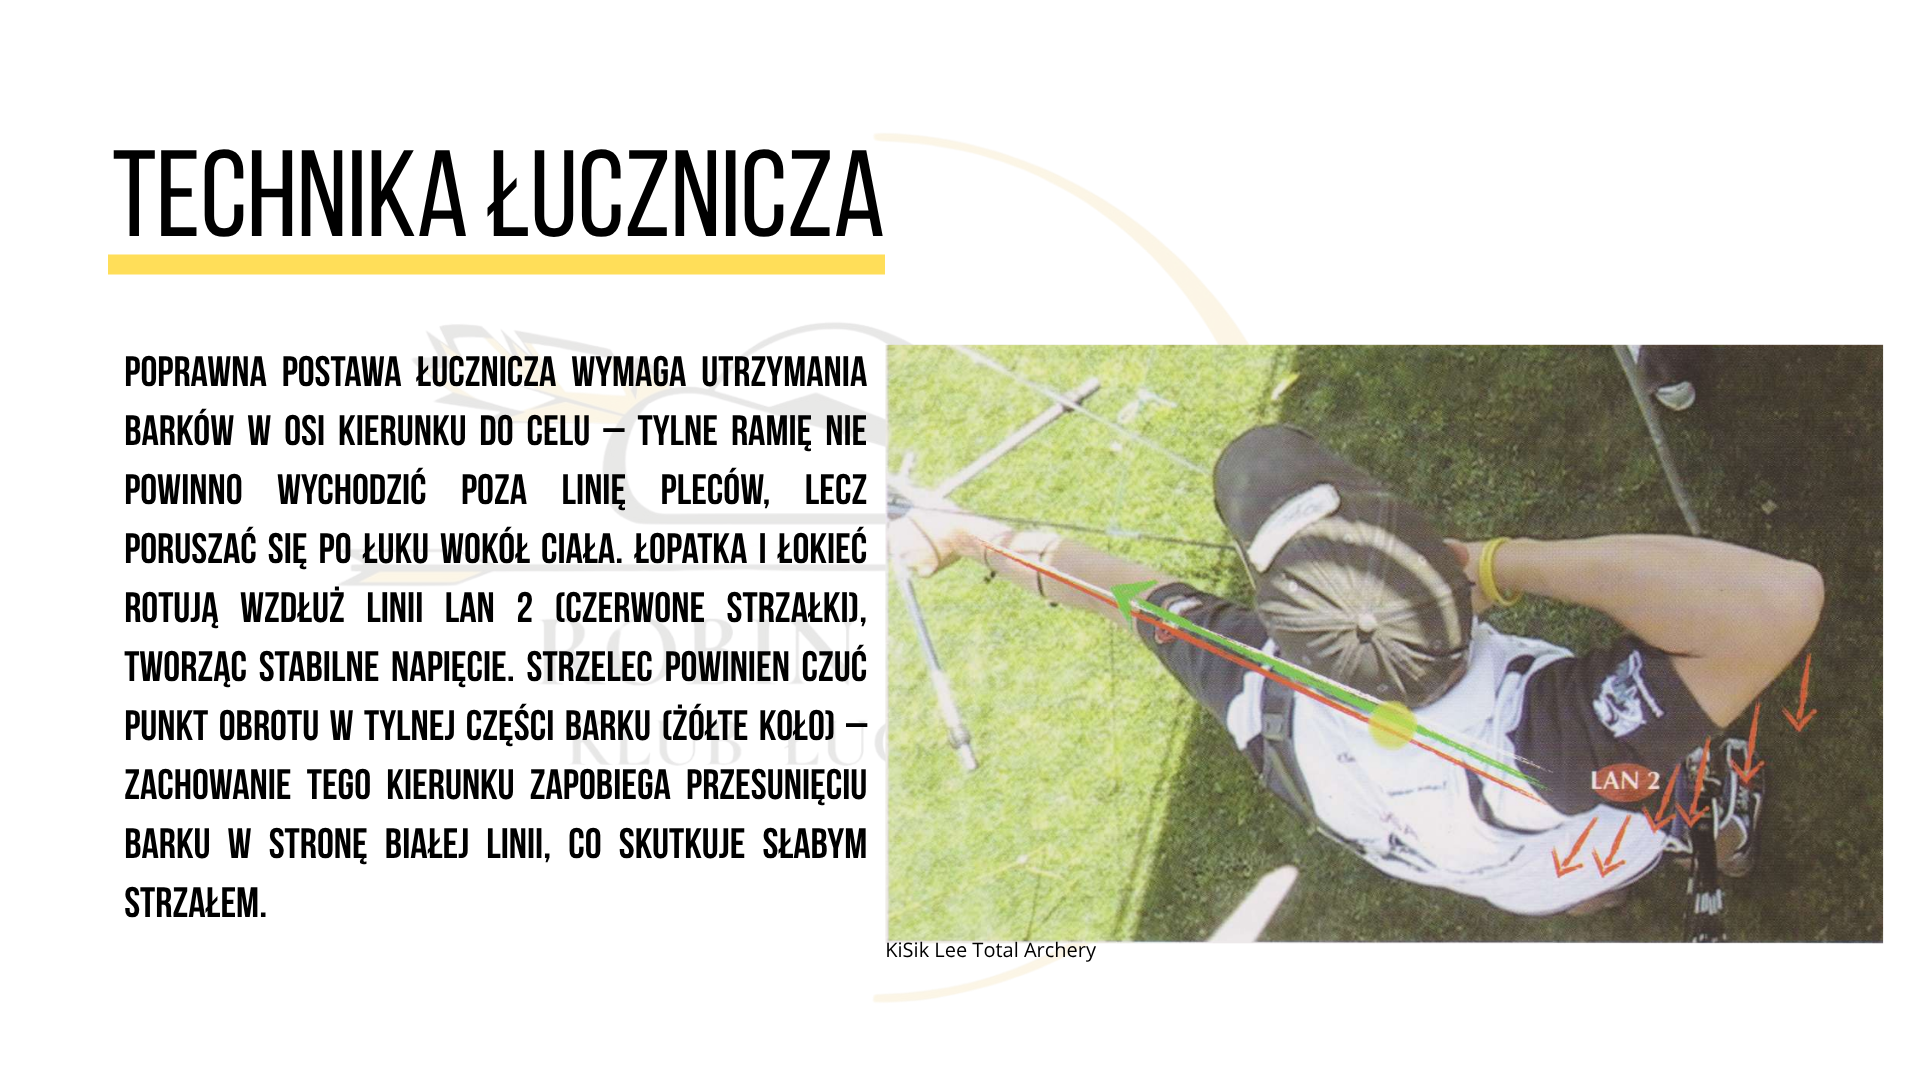 TECHNIKA ŁUCZNICZA
POPRAWNA POSTAWA ŁUCZNICZA WYMAGA UTRZYMANIA
BARKÓW W OSI KIERUNKU DO CELU – TYLNE RAMIĘ NIE
POWINNO WYCHODZIĆ POZA LINIĘ PLECÓW, LECZ
PORUSZAĆ SIĘ PO ŁUKU WOKÓŁ CIAŁA. ŁOPATKA I ŁOKIEĆ
ROTUJĄ WZDŁUŻ LINII LAN 2 (CZERWONE STRZAŁKI),
TWORZĄC STABILNE NAPIĘCIE. STRZELEC POWINIEN CZUĆ
PUNKT OBROTU W TYLNEJ CZĘŚCI BARKU (ŻÓŁTE KOŁO) –
ZACHOWANIE TEGO KIERUNKU ZAPOBIEGA PRZESUNIĘCIU
BARKU W STRONĘ BIAŁEJ LINII, CO SKUTKUJE SŁABYM
STRZAŁEM.
ROBIN
KLUB ŁUC
LAN 2
KiSik Lee Total Archery